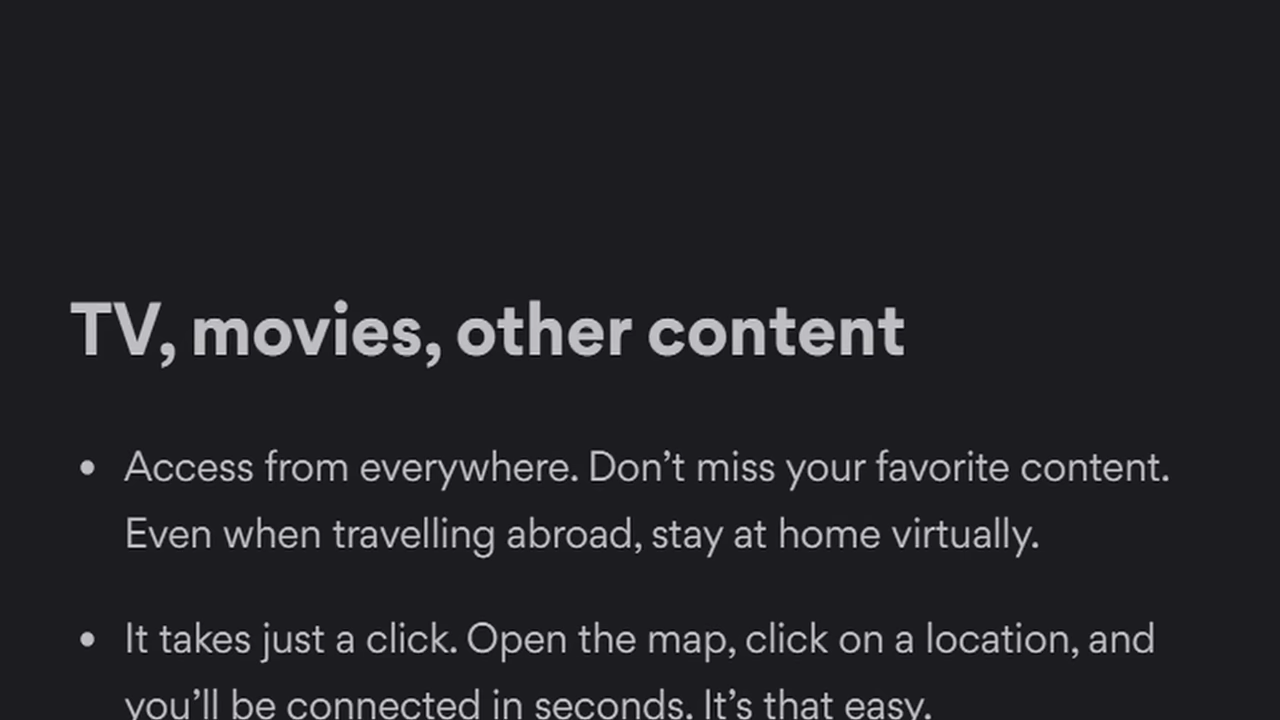 TV, movies, other content
• Access from everywhere. Don’t miss your favorite content.
Even when travelling abroad, stay at home virtually.
• It takes just a click. Open the map, click on a location, and
you’ll be connected in seconds. It’s that easy.